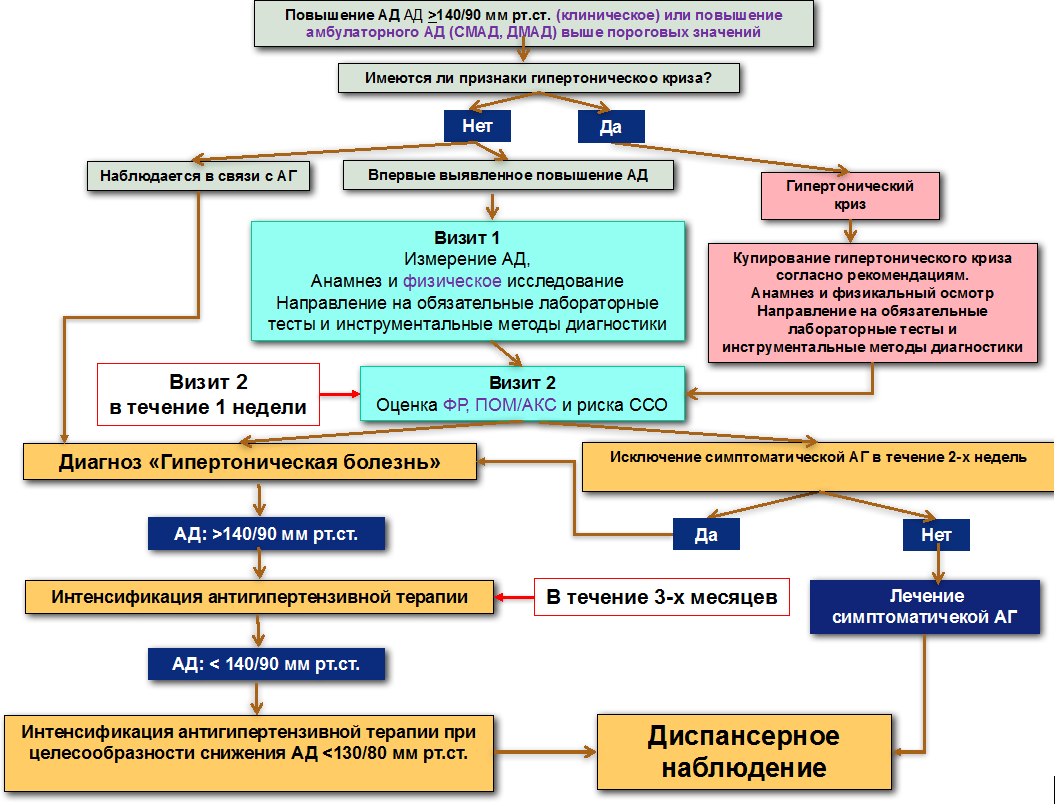 Повышение АД АД >140/90 мм рт.ст. (клиническое) или повышение
амбулаторного АД (СМАД, ДМАД) выше пороговых значений
Имеются ли признаки гипертоническоо криза?
Нет
Да
Наблюдается в связи с АГ
Впервые выявленное повышение АД
Гипертонический
криз
Визит 1
Измерение АД,
Анамнез и физическое исследование
Направление на обязательные лабораторные
тесты и инструментальные методы диагностики
Купирование гипертонического криза
согласно рекомендациям.
Анамнез и физикальный осмотр
Направление на обязательные
лабораторные тесты и
инструментальные методы диагностики
Визит 2
в течение 1 недели
Визит 2
Оценка ФР, ПОМ/АКС и риска ССО
Диагноз «Гипертоническая болезнь»
Исключение симптоматической АГ в течение 2-х недель
Да
Нет
АД: >140/90 мм рт.ст.
Интенсификация антигипертензивной терапии
В течение 3-х месяцев
Лечение
симптоматичекой АГ
АД: < 140/90 мм рт.ст.
Интенсификация антигипертензивной терапии при
целесообразности снижения АД <130/80 мм рт.ст.
Диспансерное
наблюдение